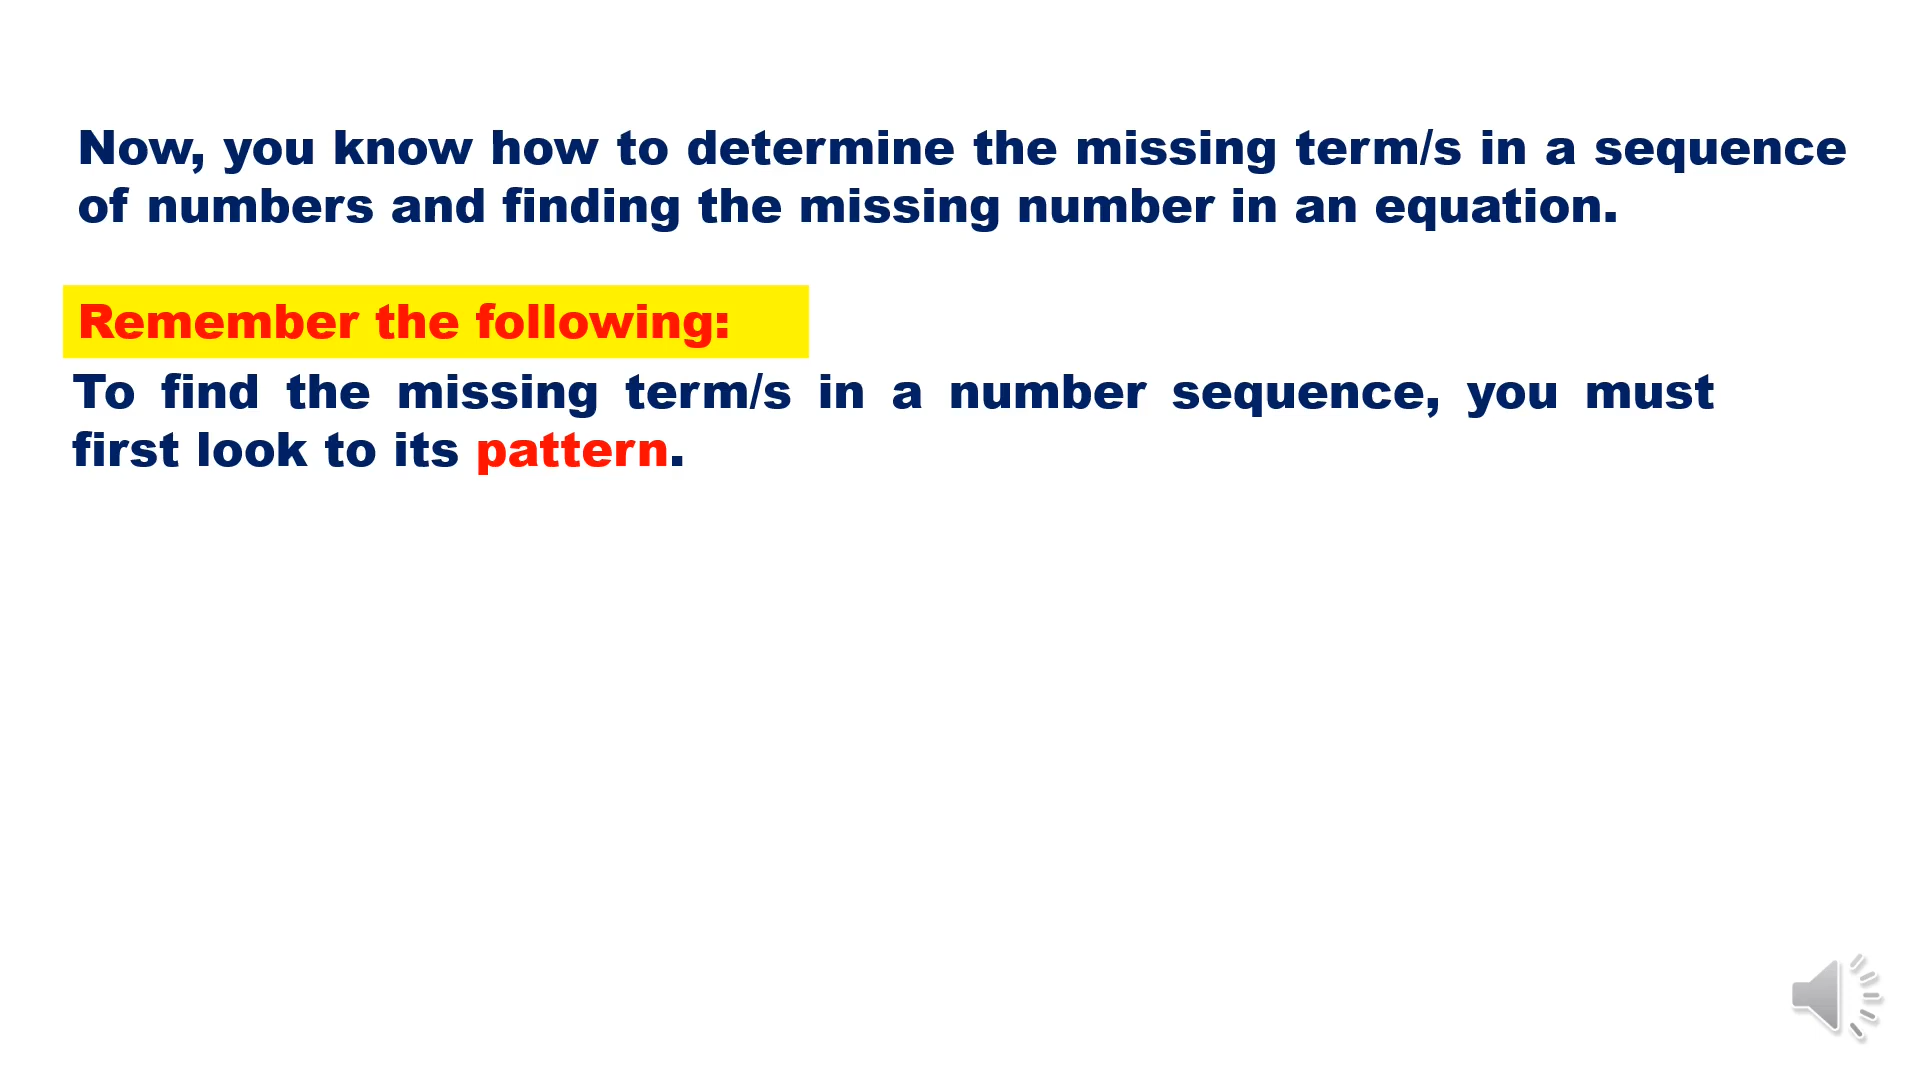 Now, you know how to determine the missing term/s in a sequence
of numbers and finding the missing number in an equation.
Remember the following:
To find the missing term/s in a number sequence, you must
first look to its pattern.